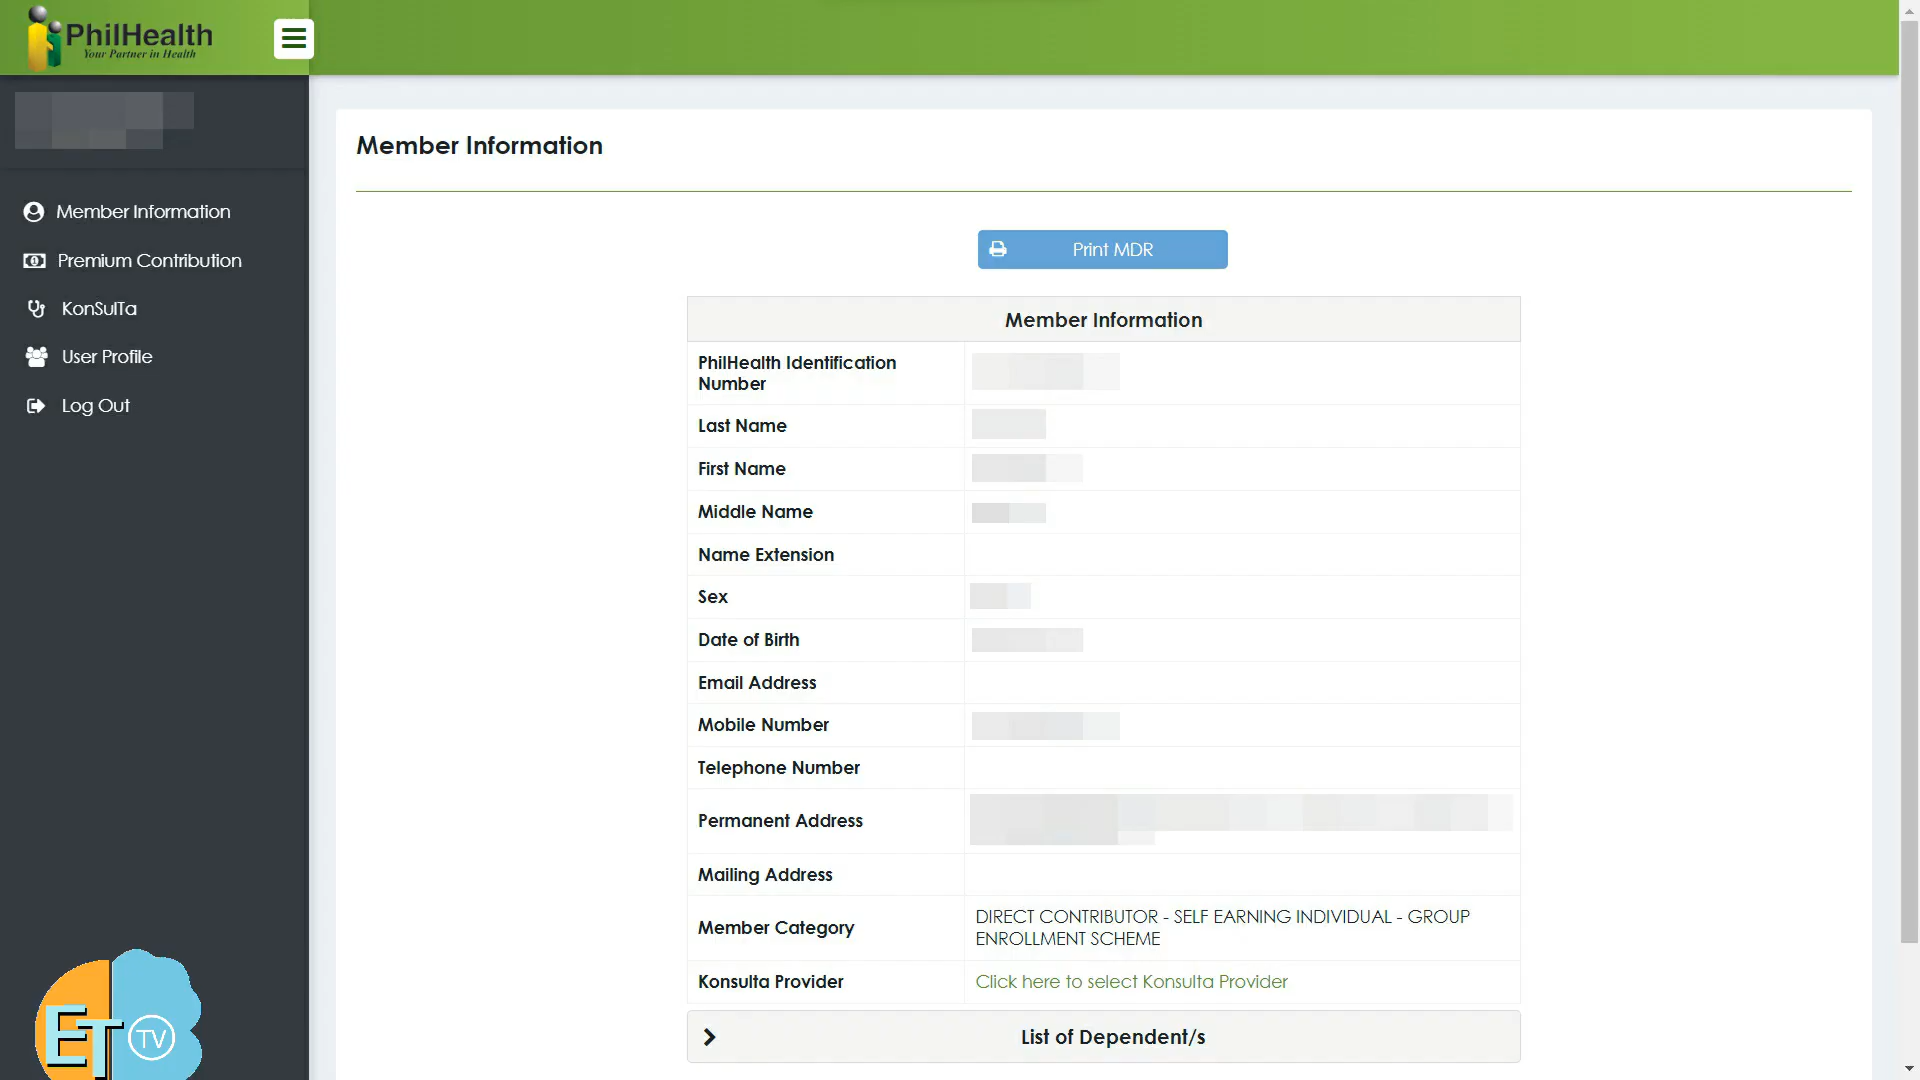 PhilHealth
Your Partner in Health
Member Information
Premium Contribution
KonSulTa
User Profile
Log Out
Member Information
Print MDR
Member Information
PhilHealth Identification
Number
Last Name
First Name
Middle Name
Name Extension
Sex
Date of Birth
Email Address
Mobile Number
Telephone Number
Permanent Address
Mailing Address
Member Category
DIRECT CONTRIBUTOR - SELF EARNING INDIVIDUAL - GROUP
ENROLLMENT SCHEME
Konsulta Provider
Click here to select Konsulta Provider
List of Dependent/s
ET TV